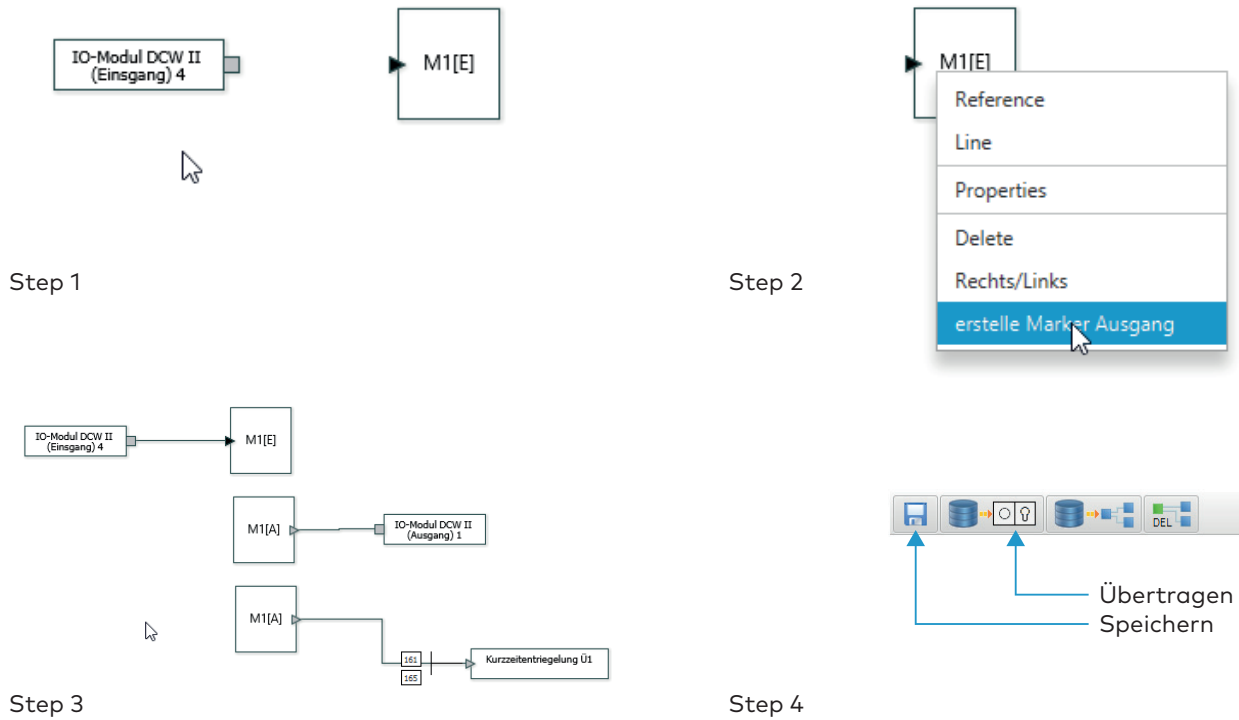 IO-Modul DCW II
(Einsgang) 4
M1[E]
Step 1
M1[E]
Reference
Line
Properties
Delete
Rechts/Links
erstelle Marker Ausgang
Step 2
IO-Modul DCW II
(Einsgang) 4
M1[E]
M1[A]
IO-Modul DCW II
(Ausgang) 1
M1[A]
161
165
Kurzzeitentriegelung Ü1
Step 3
DEL
Übertragen
Speichern
Step 4